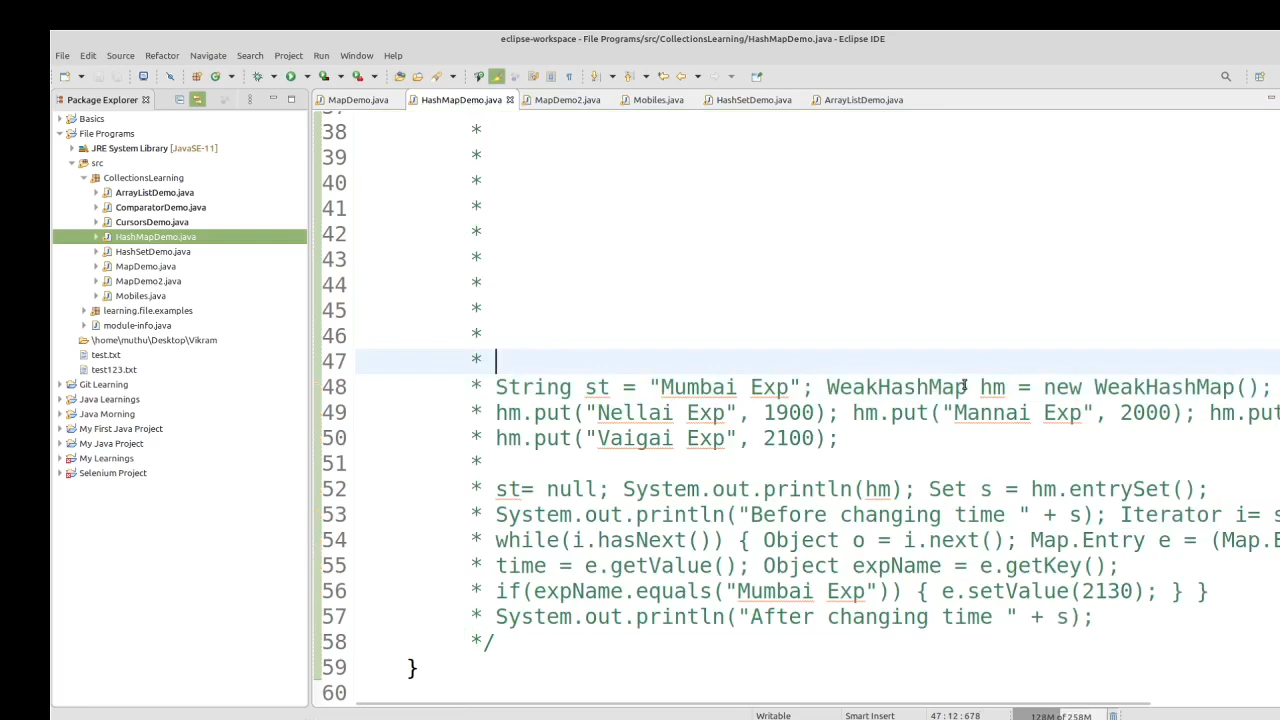 eclipse-workspace - File Programs/src/CollectionsLearning/HashMapDemo.java - Eclipse IDE
File Edit Source Refactor Navigate Search Project Run Window Help
Package Explorer
MapDemo.java HashMapDemo.java MapDemo2.java Mobiles.java HashSetDemo.java ArrayListDemo.java
Basics
File Programs
JRE System Library [JavaSE-11]
src
CollectionsLearning
ArrayListDemo.java
ComparatorDemo.java
CursorsDemo.java
HashMapDemo.java
HashSetDemo.java
MapDemo.java
MapDemo2.java
Mobiles.java
learning.file.examples
module-info.java
\home\muthu\Desktop\Vikram
test.txt
test123.txt
Git Learning
Java Learnings
Java Morning
My First Java Project
My Java Project
My Learnings
Selenium Project
38 *
39 *
40 *
41 *
42 *
43 *
44 *
45 *
46 *
47 *
48 * String st = "Mumbai Exp"; WeakHashMap hm = new WeakHashMap();
49 * hm.put("Nellai Exp", 1900); hm.put("Mannai Exp", 2000); hm.put
50 * hm.put("Vaigai Exp", 2100);
51 *
52 * st= null; System.out.println(hm); Set s = hm.entrySet();
53 * System.out.println("Before changing time " + s); Iterator i= s
54 * while(i.hasNext()) { Object o = i.next(); Map.Entry e = (Map.E
55 * time = e.getValue(); Object expName = e.getKey();
56 * if(expName.equals("Mumbai Exp")) { e.setValue(2130); } }
57 * System.out.println("After changing time " + s);
58 */
59 }
60
Writable Smart Insert 47 : 12 : 678 128M of 258M